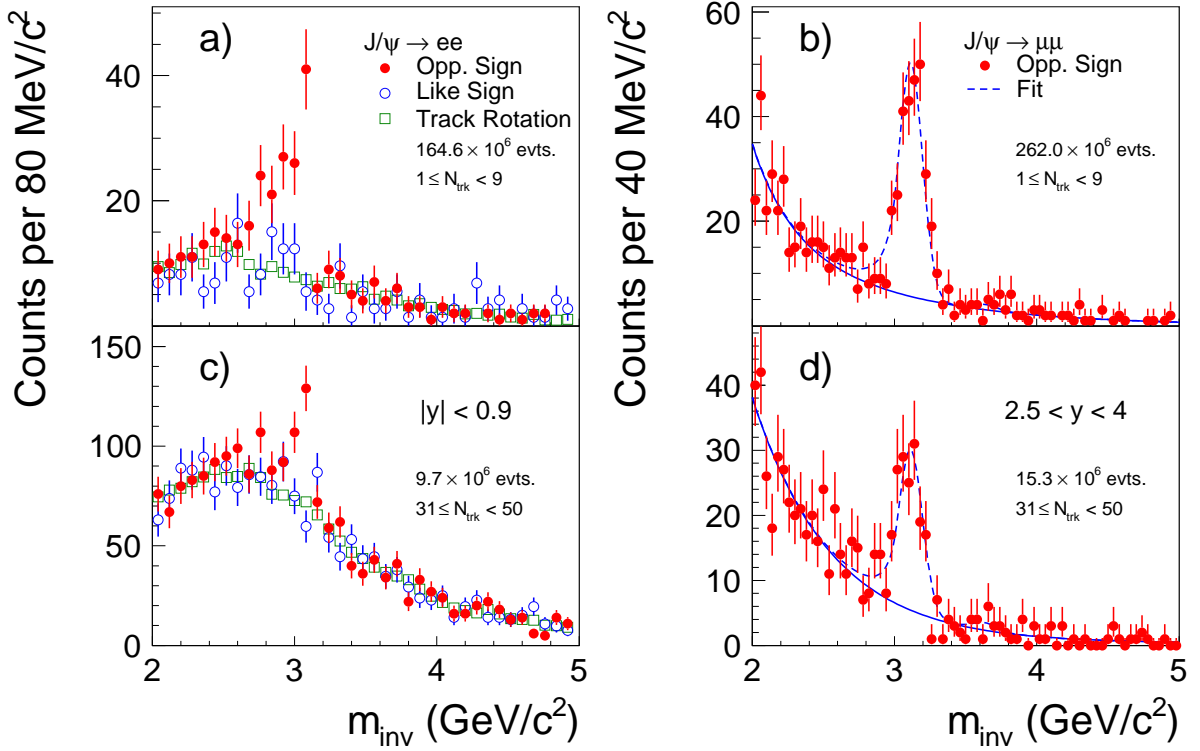 Counts per 80 MeV/c²
a)
J/ψ → ee
Opp. Sign
Like Sign
Track Rotation
164.6 × 10⁶ evts.
1 ≤ N_trk < 9
40
20
Counts per 40 MeV/c²
b)
J/ψ → μμ
Opp. Sign
Fit
262.0 × 10⁶ evts.
1 ≤ N_trk < 9
60
40
20
c)
|y| < 0.9
9.7 × 10⁶ evts.
31 ≤ N_trk < 50
150
100
50
0
2 3 4 5
m_inv (GeV/c²)
d)
2.5 < y < 4
15.3 × 10⁶ evts.
31 ≤ N_trk < 50
40
30
20
10
0
2 3 4 5
m_inv (GeV/c²)